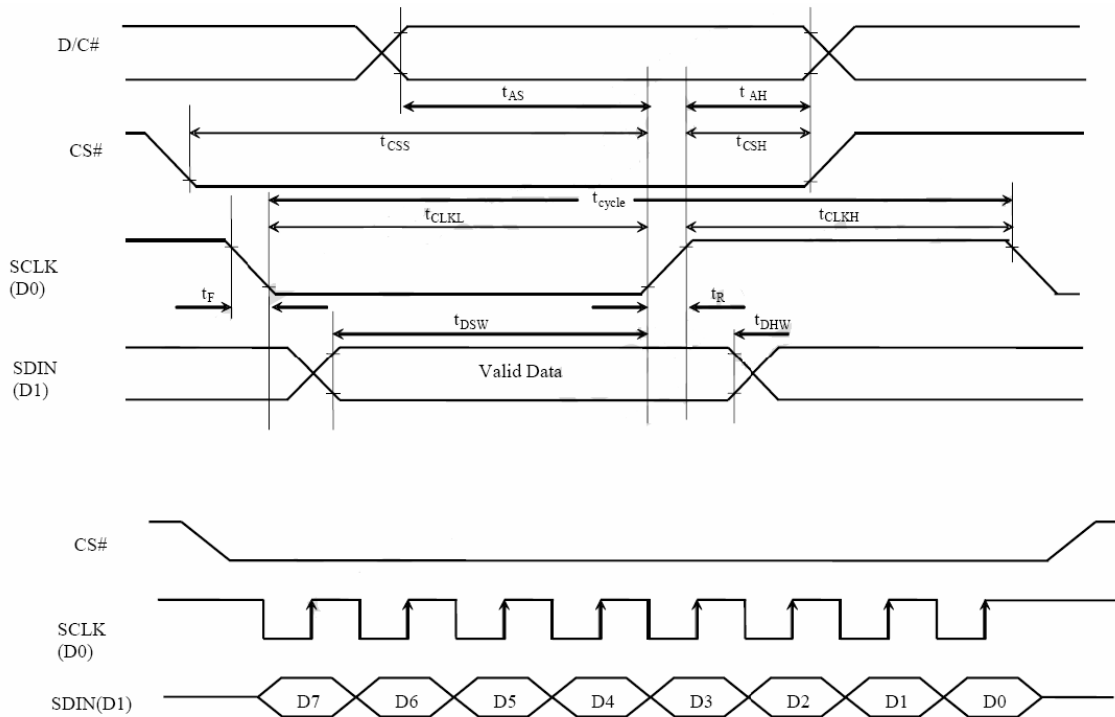 D/C#
tAS
tAH
CS#
tCSS
tCSH
tcycle
tCLKL
tCLKH
SCLK
(D0)
tF
tR
tDSW
tDHW
SDIN
(D1)
Valid Data
CS#
SCLK
(D0)
SDIN(D1)
D7 D6 D5 D4 D3 D2 D1 D0